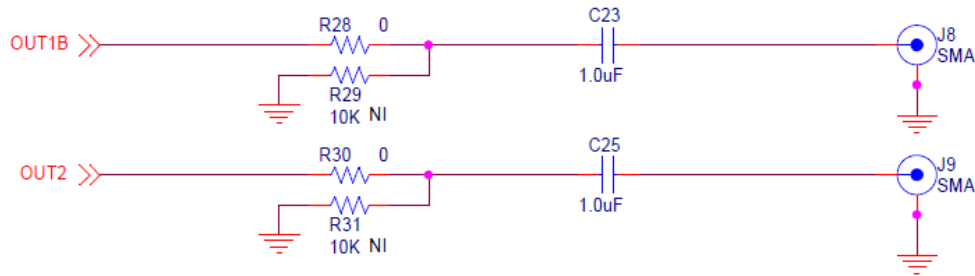 R28 0
C23
OUT1B
J8
SMA
R29
1.0uF
10K NI
R30 0
C25
OUT2
J9
SMA
R31
1.0uF
10K NI